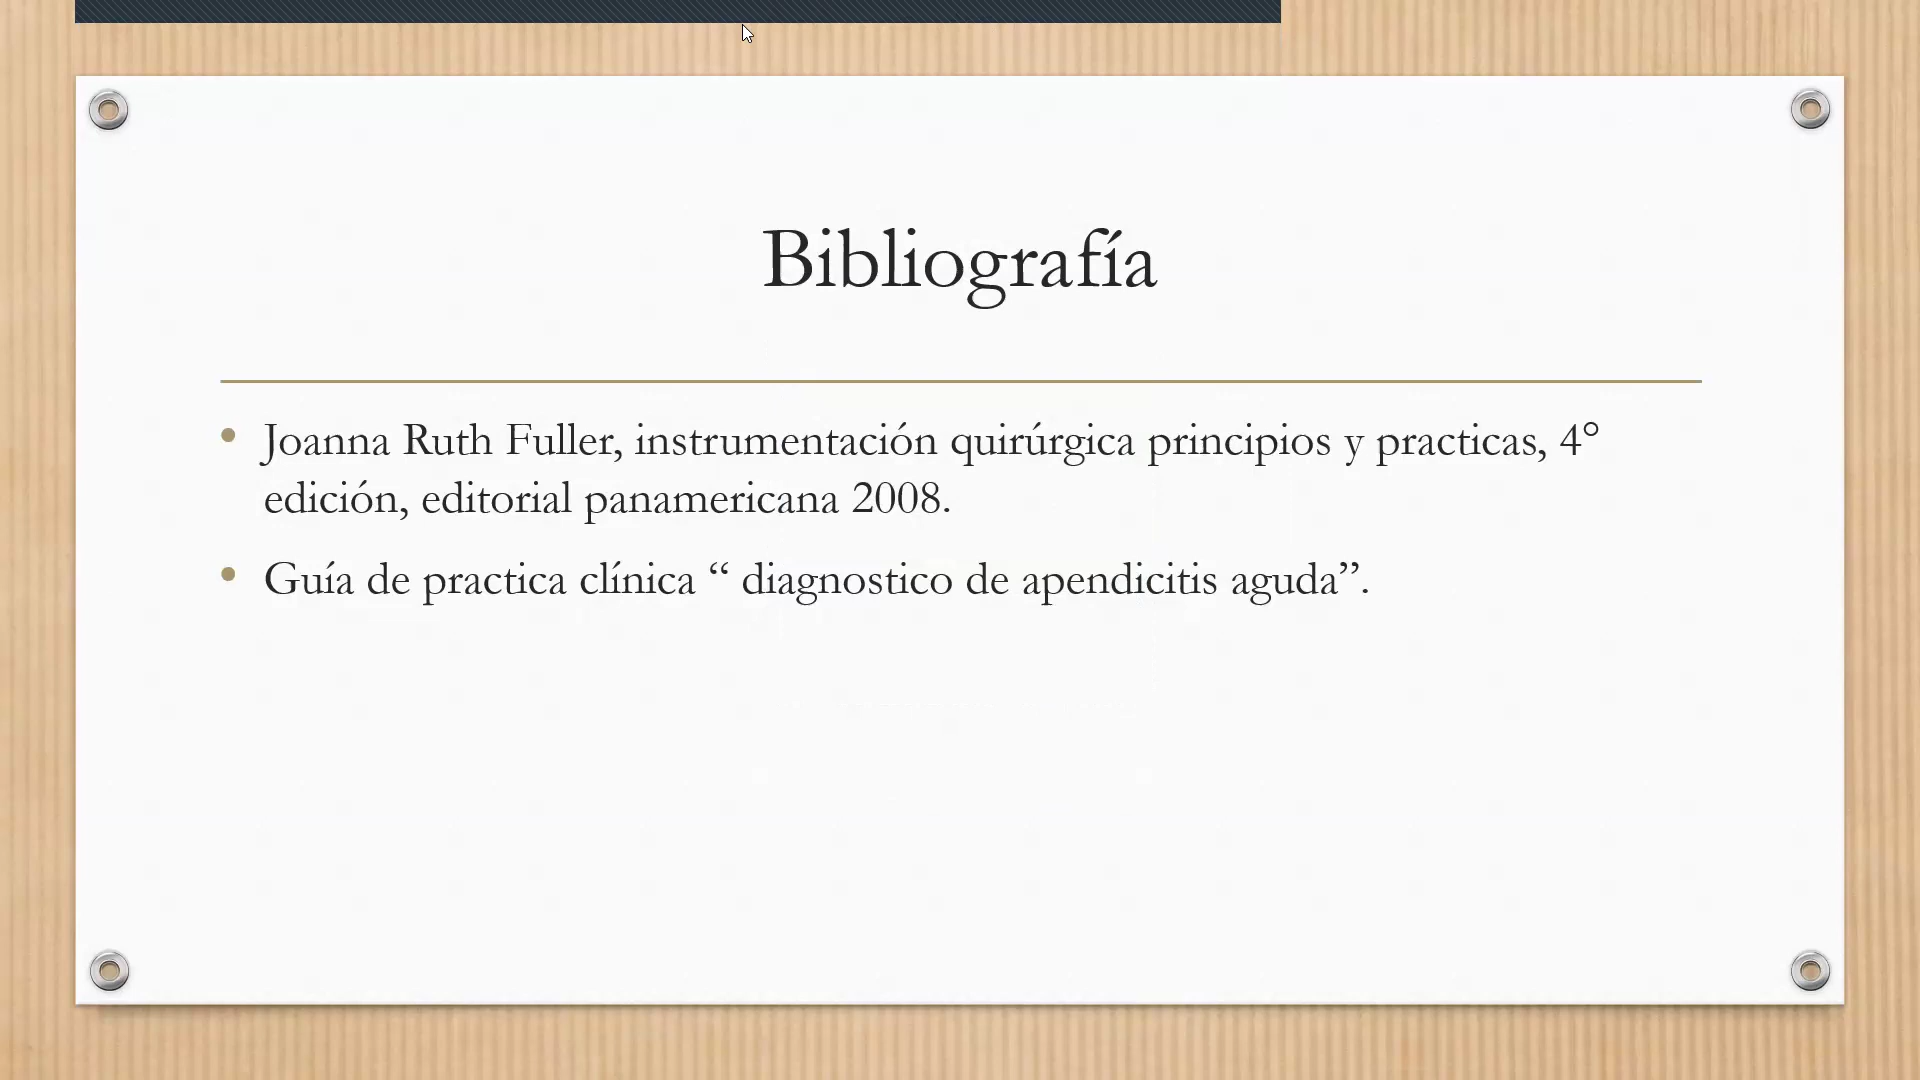 Bibliografía
• Joanna Ruth Fuller, instrumentación quirúrgica principios y practicas, 4°
edición, editorial panamericana 2008.
• Guía de practica clínica “ diagnostico de apendicitis aguda”.